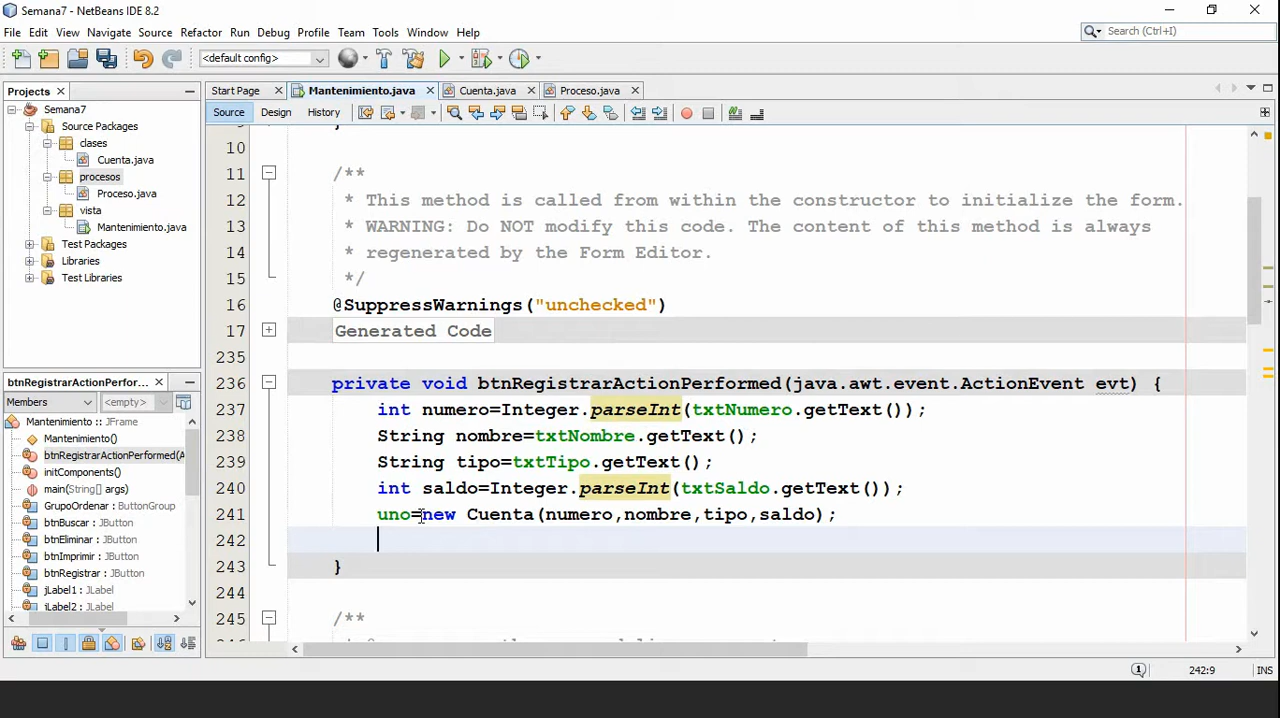 Semana7 - NetBeans IDE 8.2
File Edit View Navigate Source Refactor Run Debug Profile Team Tools Window Help
Search (Ctrl+I)
<default config>
Projects
Start Page
Mantenimiento.java
Cuenta.java
Proceso.java
Source Design History
Semana7
Source Packages
clases
Cuenta.java
procesos
Proceso.java
vista
Mantenimiento.java
Test Packages
Libraries
Test Libraries
btnRegistrarActionPerfor...
Members
<empty>
Mantenimiento :: JFrame
Mantenimiento()
btnRegistrarActionPerformed(A
initComponents()
main(String[] args)
GrupoOrdenar : ButtonGroup
btnBuscar : JButton
btnEliminar : JButton
btnImprimir : JButton
btnRegistrar : JButton
jLabel1 : JLabel
jLabel2 : JLabel
10
11 /**
12 * This method is called from within the constructor to initialize the form.
13 * WARNING: Do NOT modify this code. The content of this method is always
14 * regenerated by the Form Editor.
15 */
16 @SuppressWarnings("unchecked")
17 Generated Code
235
236 private void btnRegistrarActionPerformed(java.awt.event.ActionEvent evt) {
237 int numero=Integer.parseInt(txtNumero.getText());
238 String nombre=txtNombre.getText();
239 String tipo=txtTipo.getText();
240 int saldo=Integer.parseInt(txtSaldo.getText());
241 uno=new Cuenta(numero,nombre,tipo,saldo);
242
243 }
244
245 /**
242:9
INS